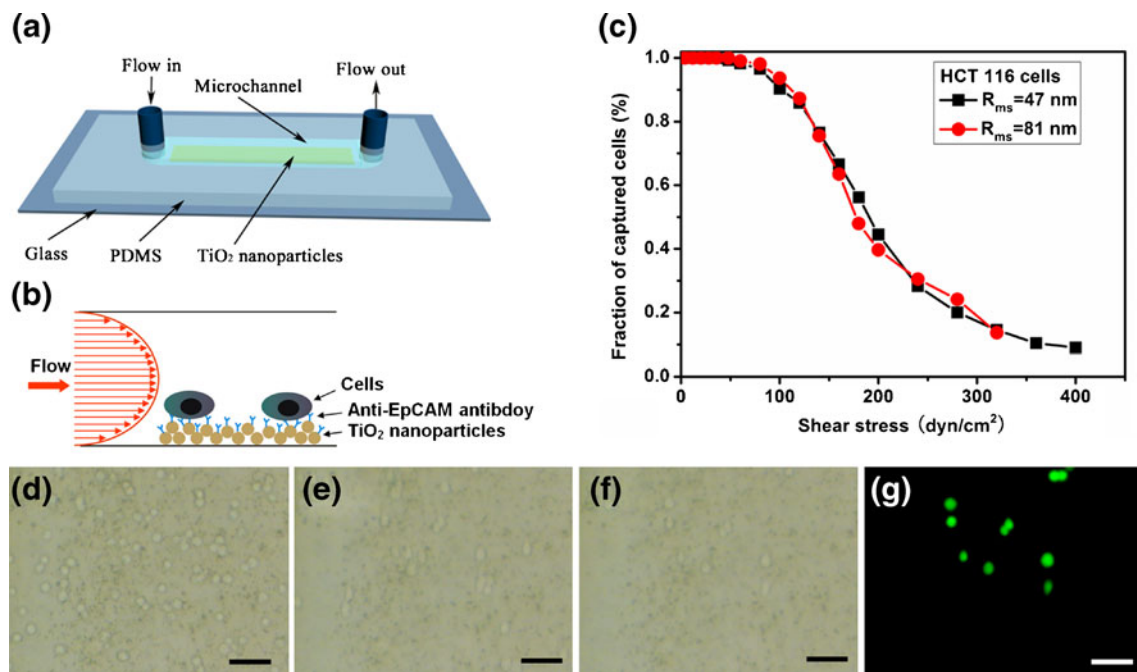 (a)
Flow in
Flow out
Microchannel
Glass
PDMS
TiO₂ nanoparticles
(b)
Flow
Cells
Anti-EpCAM antibdoy
TiO₂ nanoparticles
(c)
1.0
0.8
0.6
0.4
0.2
0.0
Fraction of captured cells (%)
HCT 116 cells
Rms=47 nm
Rms=81 nm
0 100 200 300 400
Shear stress (dyn/cm²)
(d) (e) (f) (g)